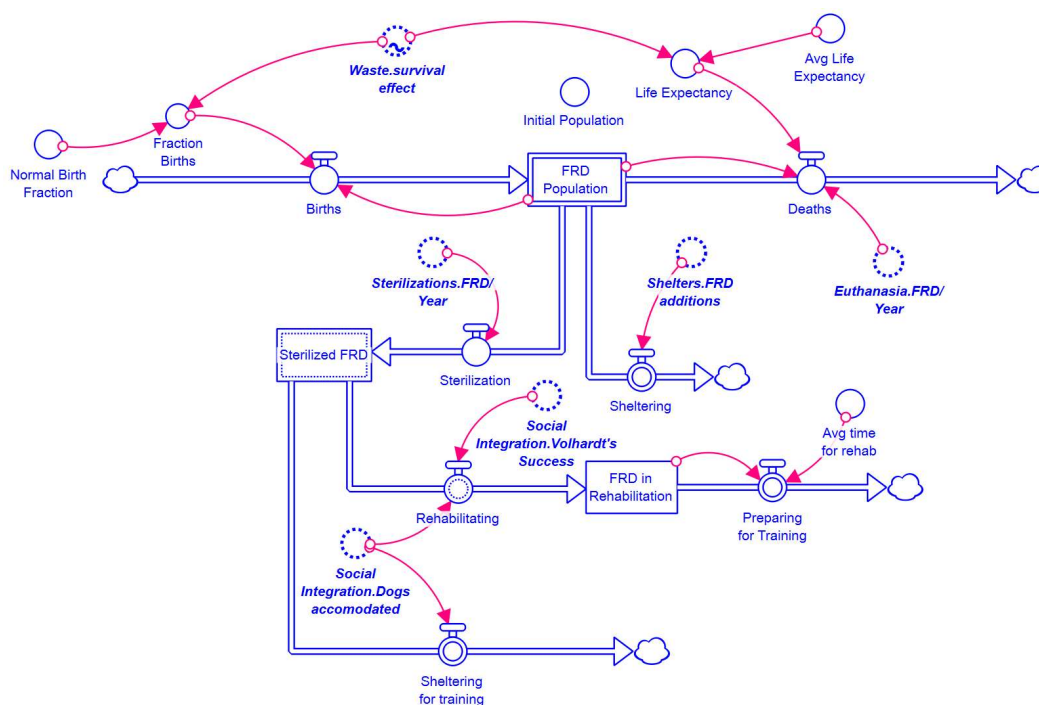 Waste.survival
effect
Avg Life
Expectancy
Life Expectancy
Initial Population
Fraction
Births
Normal Birth
Fraction
FRD
Population
Births
Deaths
Sterilizations.FRD/
Year
Shelters.FRD
additions
Euthanasia.FRD/
Year
Sterilized FRD
Sterilization
Sheltering
Social
Integration.Volhardt's
Success
Avg time
for rehab
FRD in
Rehabilitation
Rehabilitating
Preparing
for Training
Social
Integration.Dogs
accomodated
Sheltering
for training